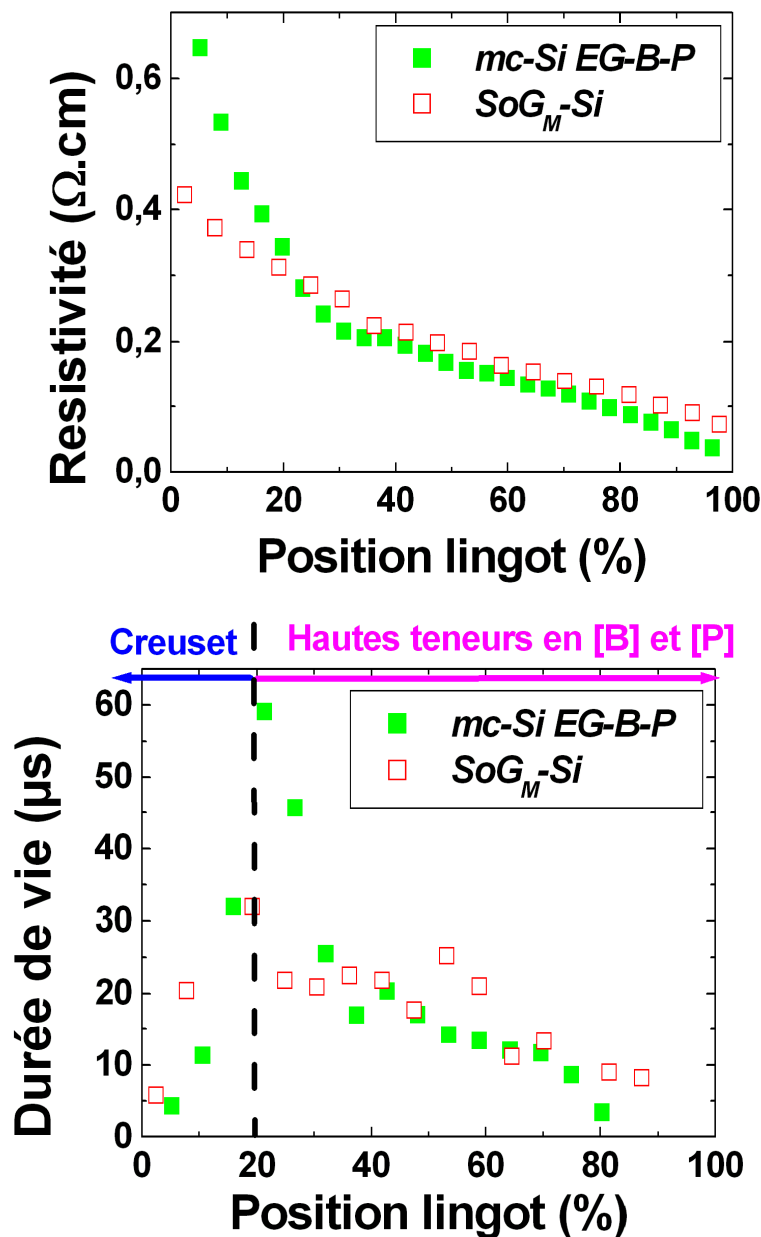 Resistivité (Ω.cm)
0,6
0,4
0,2
0,0
mc-Si EG-B-P
SoG_M-Si
0 20 40 60 80 100
Position lingot (%)
Creuset Hautes teneurs en [B] et [P]
Durée de vie (µs)
60
50
40
30
20
10
0
mc-Si EG-B-P
SoG_M-Si
0 20 40 60 80 100
Position lingot (%)